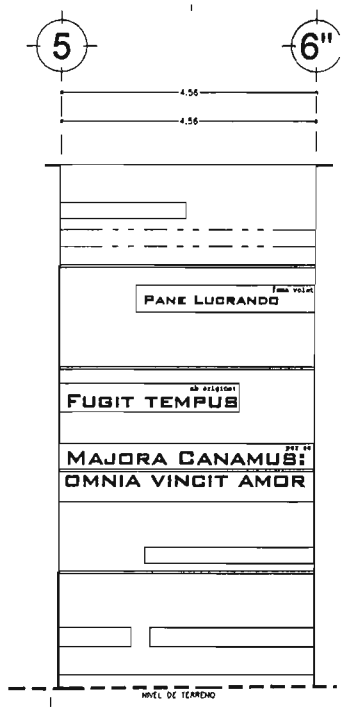 5 6"
4.56
4.56
fama volat
PANE LUCRANDO
ab origine:
FUGIT TEMPUS
per se
MAJORA CANAMUS:
OMNIA VINCIT AMOR
NIVEL DE TERRENO